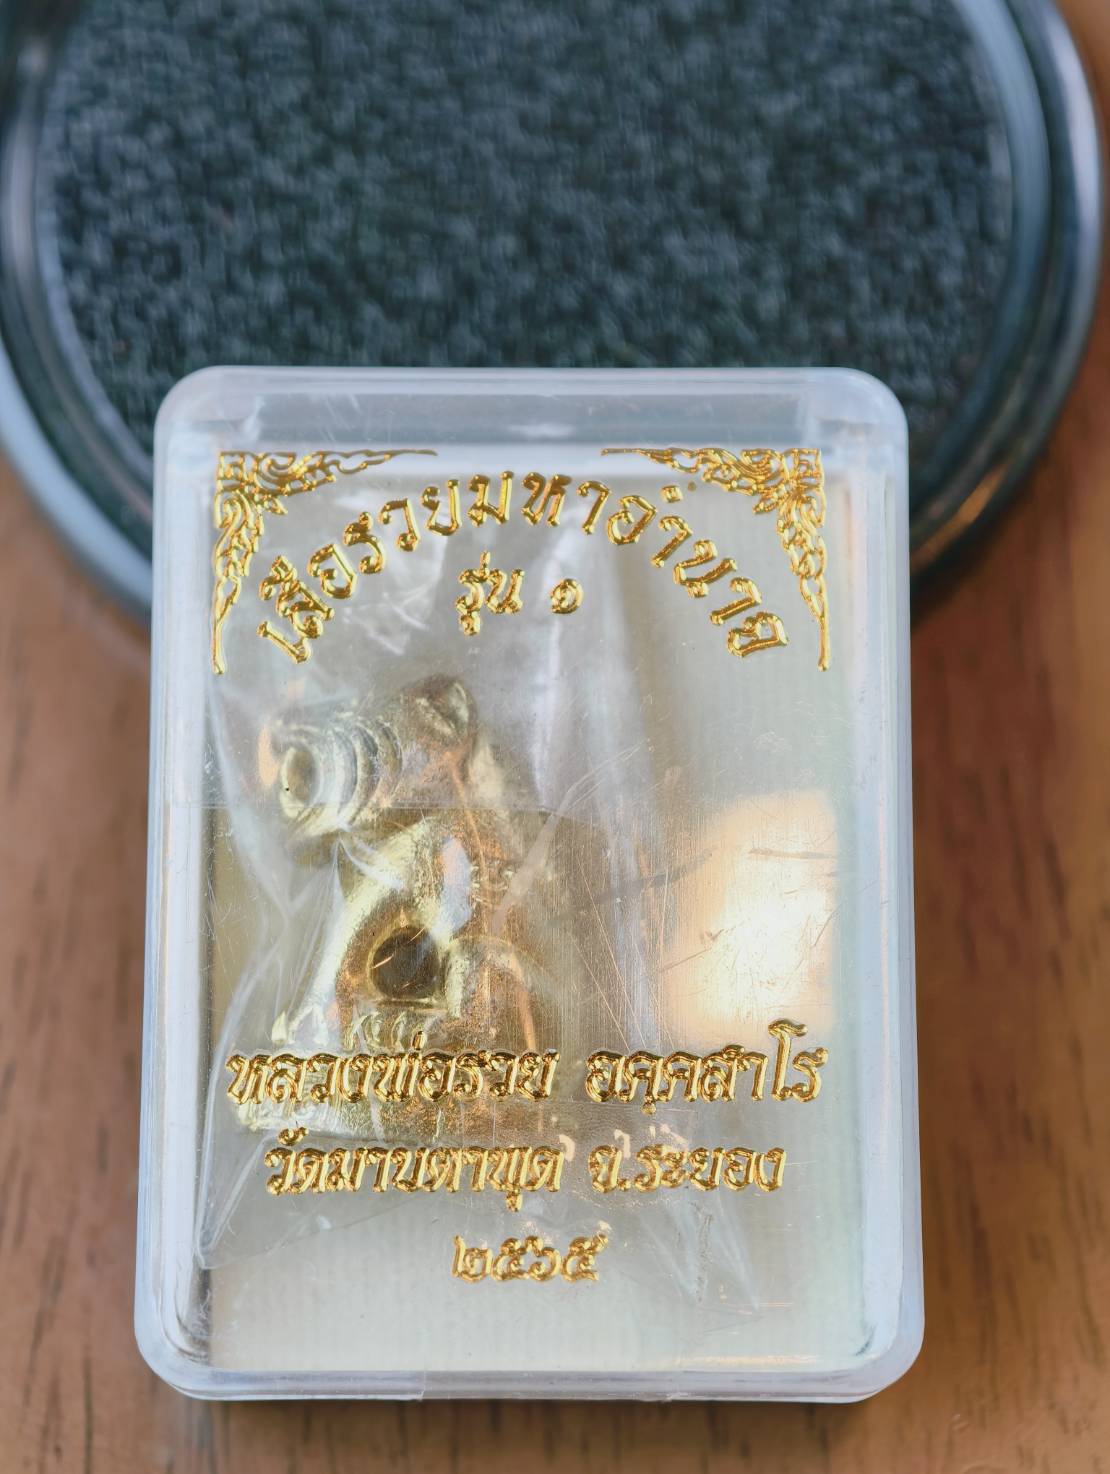 เสือรวยมหาอำนาจ
รุ่น ๑
หลวงพ่อรวย อคฺคสาโร
วัดมาบตาพุด จ.ระยอง
๒๕๖๕